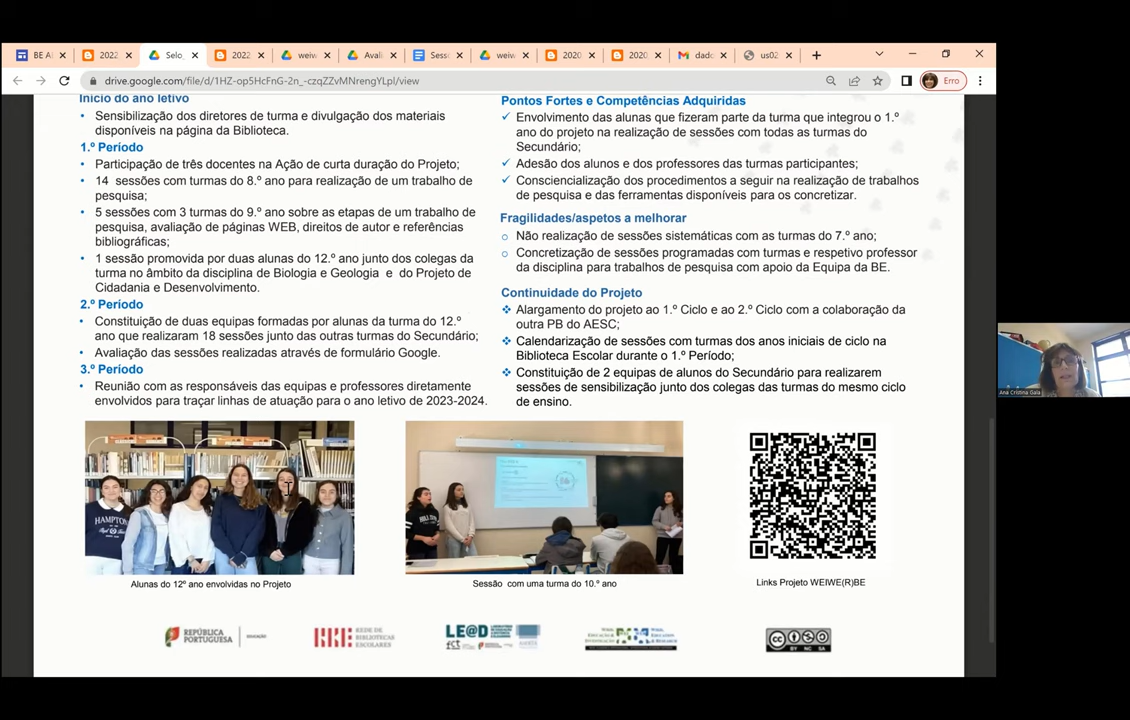 BE A
2022
Selo_
2022
weiw
Avali
Sessi
weiw
2020
2020
dado
us02
drive.google.com/file/d/1HZ-op5HcFnG-2n_-czqZZvMNrengYLpI/view
Erro
Início do ano letivo
• Sensibilização dos diretores de turma e divulgação dos materiais
disponíveis na página da Biblioteca.
1.º Período
• Participação de três docentes na Ação de curta duração do Projeto;
• 14 sessões com turmas do 8.º ano para realização de um trabalho de
pesquisa;
• 5 sessões com 3 turmas do 9.º ano sobre as etapas de um trabalho de
pesquisa, avaliação de páginas WEB, direitos de autor e referências
bibliográficas;
• 1 sessão promovida por duas alunas do 12.º ano junto dos colegas da
turma no âmbito da disciplina de Biologia e Geologia e do Projeto de
Cidadania e Desenvolvimento.
2.º Período
• Constituição de duas equipas formadas por alunas da turma do 12.º
ano que realizaram 18 sessões junto das outras turmas do Secundário;
• Avaliação das sessões realizadas através de formulário Google.
3.º Período
• Reunião com as responsáveis das equipas e professores diretamente
envolvidos para traçar linhas de atuação para o ano letivo de 2023-2024.
Pontos Fortes e Competências Adquiridas
✓ Envolvimento das alunas que fizeram parte da turma que integrou o 1.º
ano do projeto na realização de sessões com todas as turmas do
Secundário;
✓ Adesão dos alunos e dos professores das turmas participantes;
✓ Consciencialização dos procedimentos a seguir na realização de trabalhos
de pesquisa e das ferramentas disponíveis para os concretizar.
Fragilidades/aspetos a melhorar
○ Não realização de sessões sistemáticas com as turmas do 7.º ano;
○ Concretização de sessões programadas com turmas e respetivo professor
da disciplina para trabalhos de pesquisa com apoio da Equipa da BE.
Continuidade do Projeto
❖ Alargamento do projeto ao 1.º Ciclo e ao 2.º Ciclo com a colaboração da
outra PB do AESC;
❖ Calendarização de sessões com turmas dos anos iniciais de ciclo na
Biblioteca Escolar durante o 1.º Período;
❖ Constituição de 2 equipas de alunos do Secundário para realizarem
sessões de sensibilização junto dos colegas das turmas do mesmo ciclo
de ensino.
HAMPTON
Alunas do 12º ano envolvidas no Projeto
Sessão com uma turma do 10.º ano
Links Projeto WEIWE(R)BE
REPÚBLICA
PORTUGUESA
EDUCAÇÃO
REDE DE
BIBLIOTECAS
ESCOLARES
LE@D
fct
cc
BY NC SA
Ana Cristina Gala